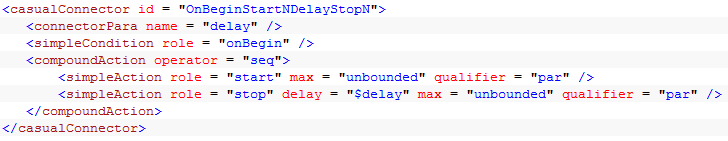 <casualConnector id = "OnBeginStartNDelayStopN">
<connectorPara name = "delay" />
<simpleCondition role = "onBegin" />
<compoundAction operator = "seq">
<simpleAction role = "start" max = "unbounded" qualifier = "par" />
<simpleAction role = "stop" delay = "$delay" max = "unbounded" qualifier = "par" />
</compoundAction>
</casualConnector>